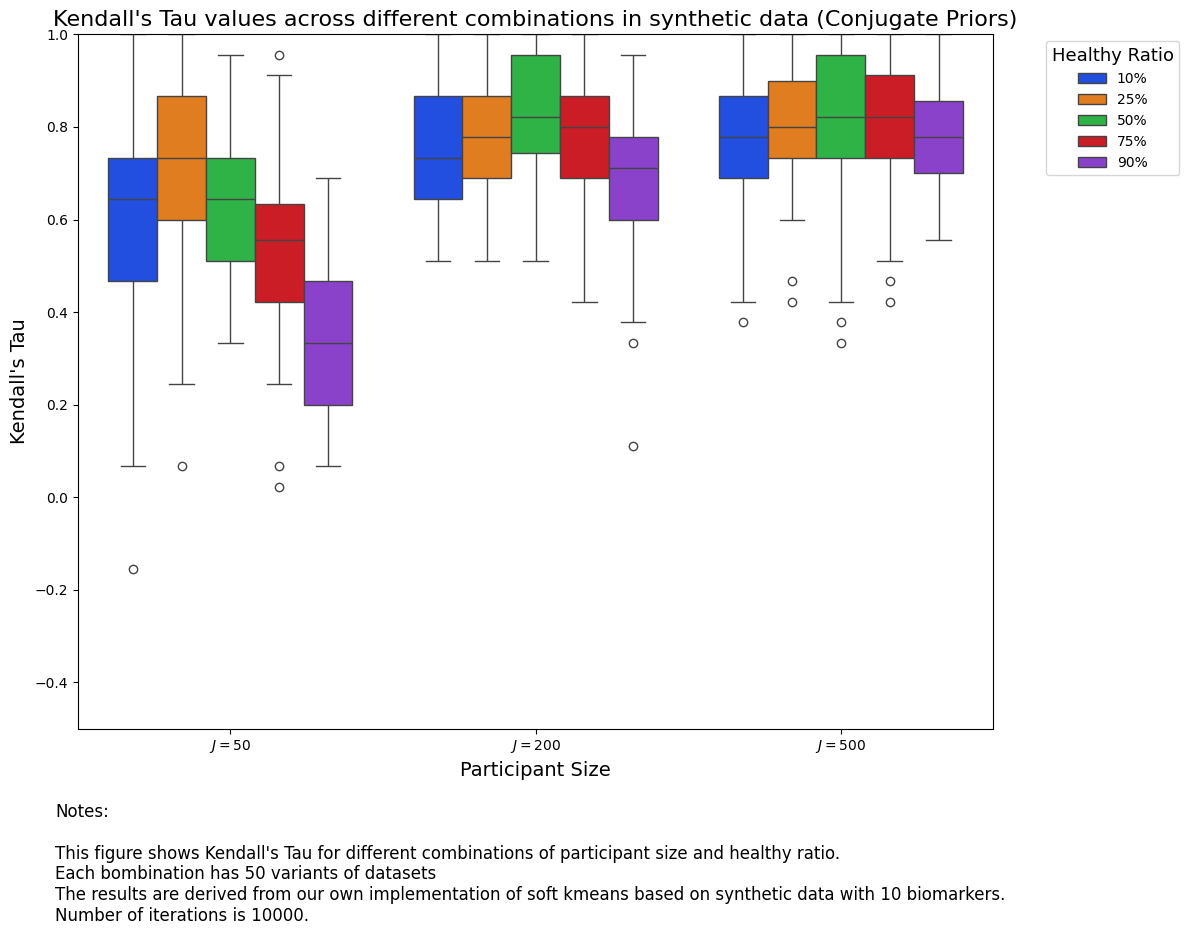 Kendall's Tau values across different combinations in synthetic data (Conjugate Priors)
Kendall's Tau
1.0
0.8
0.6
0.4
0.2
0.0
−0.2
−0.4
J = 50
J = 200
J = 500
Participant Size
Healthy Ratio
10%
25%
50%
75%
90%
Notes:
This figure shows Kendall's Tau for different combinations of participant size and healthy ratio.
Each bombination has 50 variants of datasets
The results are derived from our own implementation of soft kmeans based on synthetic data with 10 biomarkers.
Number of iterations is 10000.